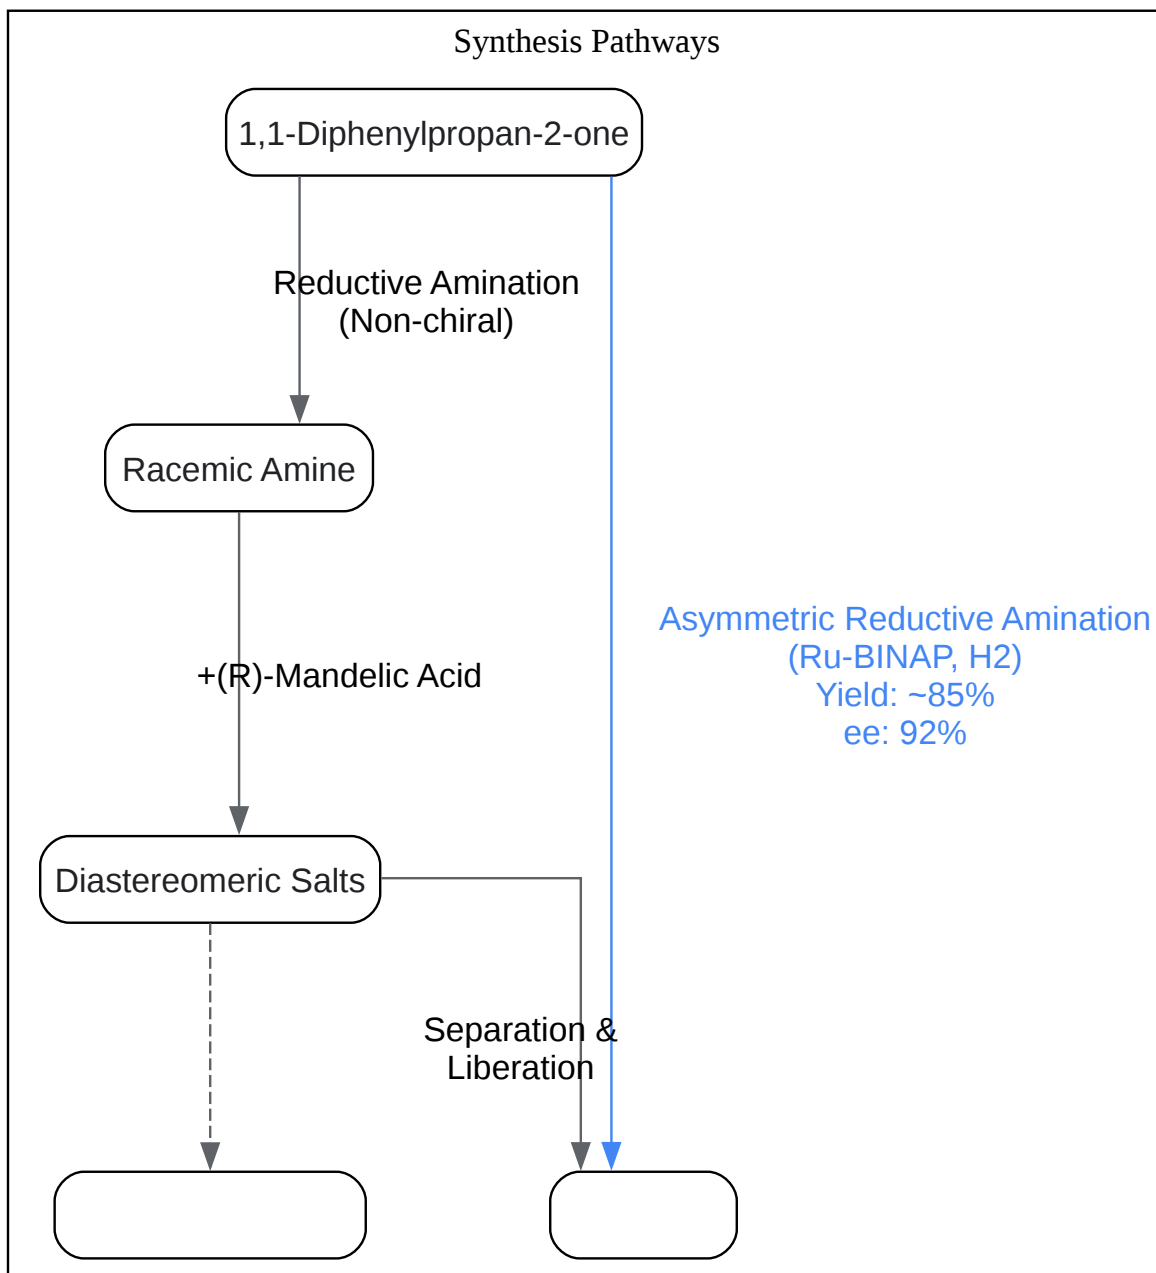 Synthesis Pathways
1,1-Diphenylpropan-2-one
Reductive Amination
(Non-chiral)
Racemic Amine
Asymmetric Reductive Amination
(Ru-BINAP, H2)
Yield: ~85%
ee: 92%
+(R)-Mandelic Acid
Diastereomeric Salts
Separation &
Liberation